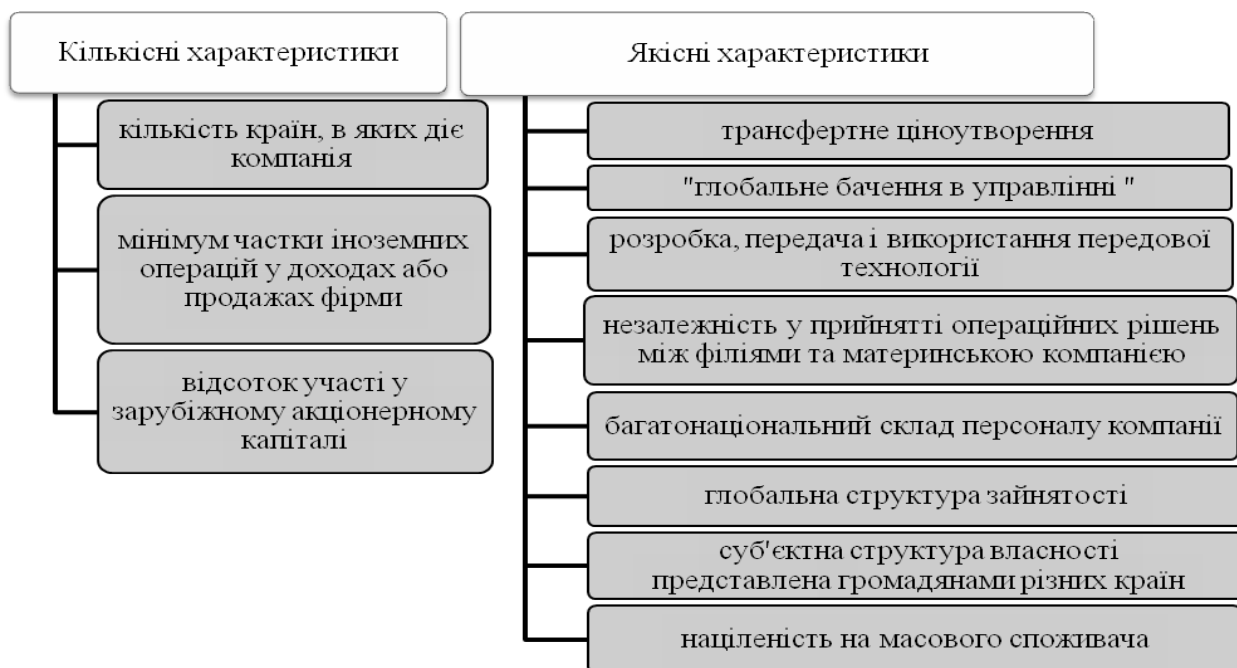 Кількісні характеристики
кількість країн, в яких діє
компанія
мінімум частки іноземних
операцій у доходах або
продажах фірми
відсоток участі у
зарубіжному акціонерному
капіталі
Якісні характеристики
трансфертне ціноутворення
"глобальне бачення в управлінні "
розробка, передача і використання передової
технології
незалежність у прийнятті операційних рішень
між філіями та материнською компанією
багатонаціональний склад персоналу компанії
глобальна структура зайнятості
суб'єктна структура власності
представлена громадянами різних країн
націленість на масового споживача